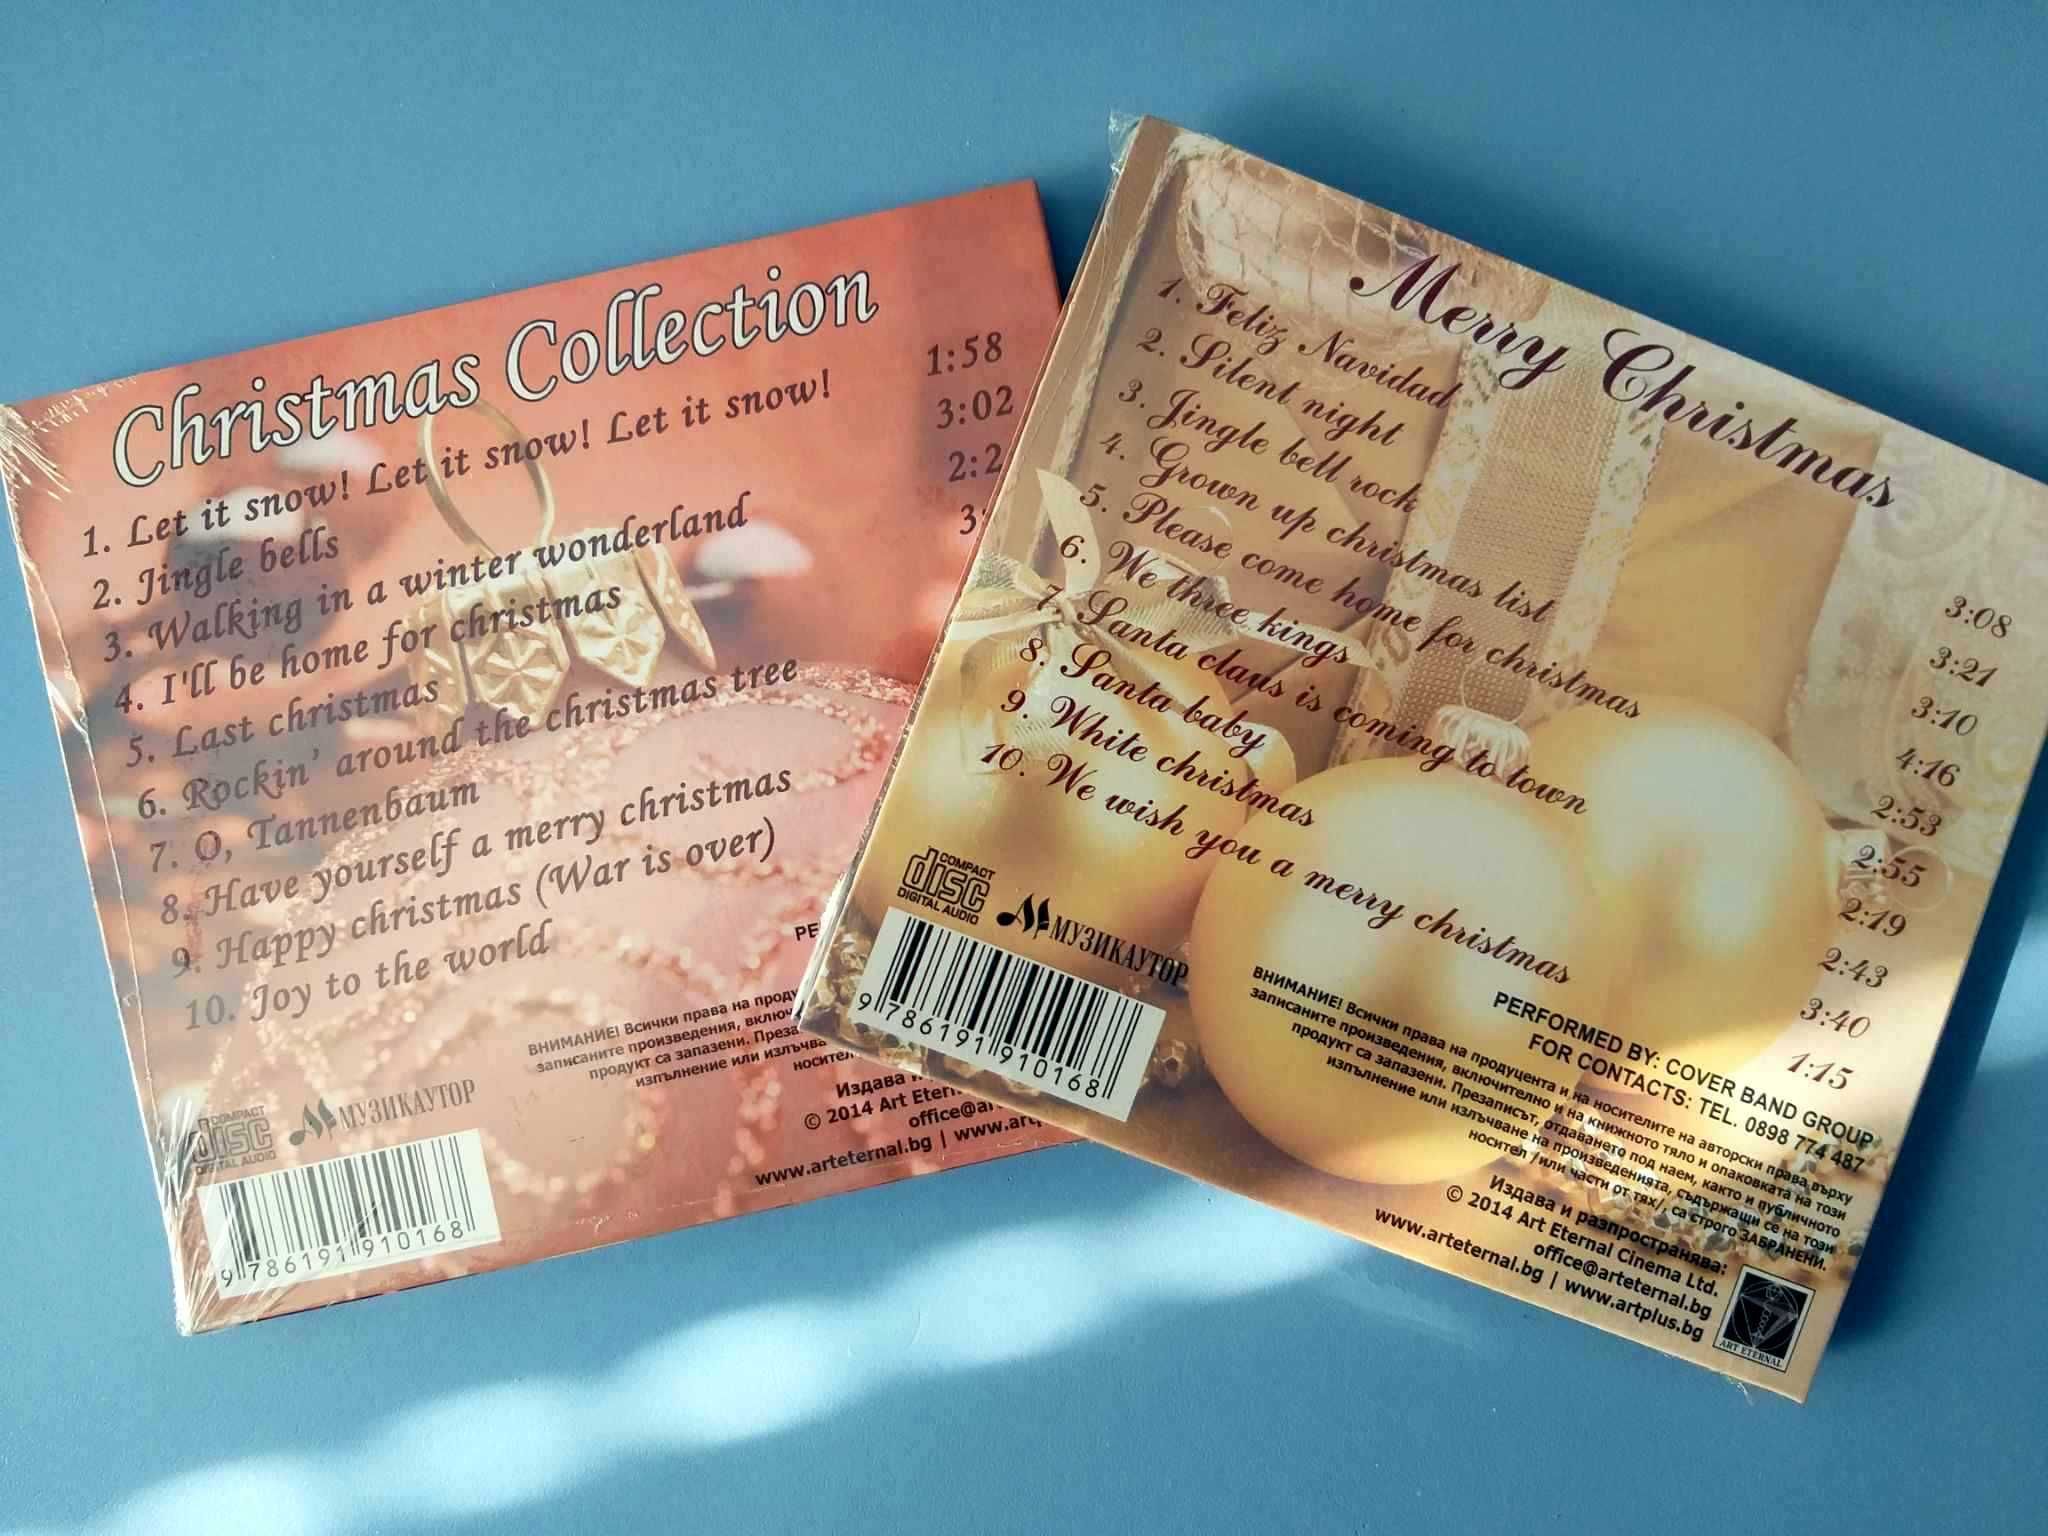 Christmas Collection
1. Let it snow! Let it snow! Let it snow! 1:58
2. Jingle bells 3:02
3. Walking in a winter wonderland
4. I'll be home for christmas
5. Last christmas
6. Rockin' around the christmas tree
7. O, Tannenbaum
8. Have yourself a merry christmas
9. Happy christmas (War is over)
10. Joy to the world
ВНИМАНИЕ! Всички права на
записаните произведения,
продукт са запазени.
изпълнение или
Издава
© 2014 Art
www.arteternal.bg
COMPACT
disc
DIGITAL AUDIO
МУЗИКАУТОР
9 786191 910168
Merry Christmas
1. Feliz Navidad 3:08
2. Silent night 3:21
3. Jingle bell rock 3:10
4. Grown up christmas list 4:16
5. Please come home for christmas 2:53
6. We three kings 2:55
7. Santa claus is coming to town 2:19
8. Santa baby 2:43
9. White christmas 3:40
10. We wish you a merry christmas 1:15
PERFORMED BY: COVER BAND GROUP
FOR CONTACTS: TEL. 0898 774 487
ВНИМАНИЕ! Всички права на продуцента и на носителите на авторски права върху
записаните произведения, включително и на книжното тяло и опаковката на този
продукт са запазени. Презаписът, отдаването под наем, както и публичното
изпълнение или излъчване на произведенията, съдържащи се на този
носител /или части от тях/, са строго ЗАБРАНЕНИ.
Издава и разпространява:
© 2014 Art Eternal Cinema Ltd.
office@arteternal.bg
www.arteternal.bg | www.artplus.bg
COMPACT
disc
DIGITAL AUDIO
МУЗИКАУТОР
9 786191 910168
ART ETERNAL